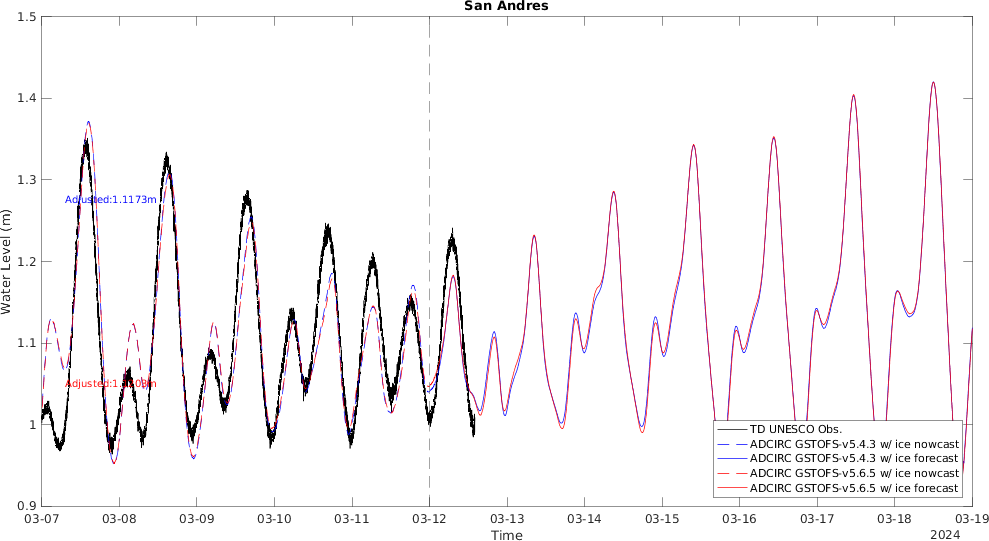 San Andres
Water Level (m)
1.5
1.4
1.3
1.2
1.1
1
0.9
Adjusted:1.1173m
03-07
03-08
03-09
03-10
03-11
03-12
03-13
03-14
03-15
03-16
03-17
03-18
03-19
Time
2024
TD UNESCO Obs.
ADCIRC GSTOFS-v5.4.3 w/ ice nowcast
ADCIRC GSTOFS-v5.4.3 w/ ice forecast
ADCIRC GSTOFS-v5.6.5 w/ ice nowcast
ADCIRC GSTOFS-v5.6.5 w/ ice forecast